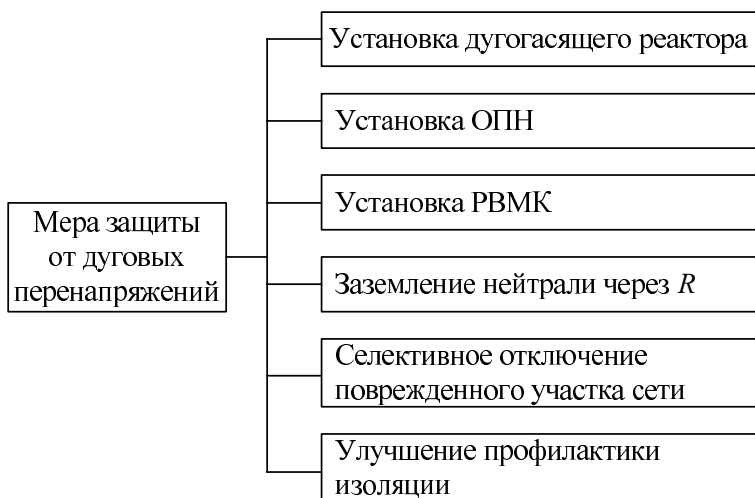 Установка дугогасящего реактора
Установка ОПН
Установка РВМК
Мера защиты
от дуговых
перенапряжений
Заземление нейтрали через R
Селективное отключение
поврежденного участка сети
Улучшение профилактики
изоляции